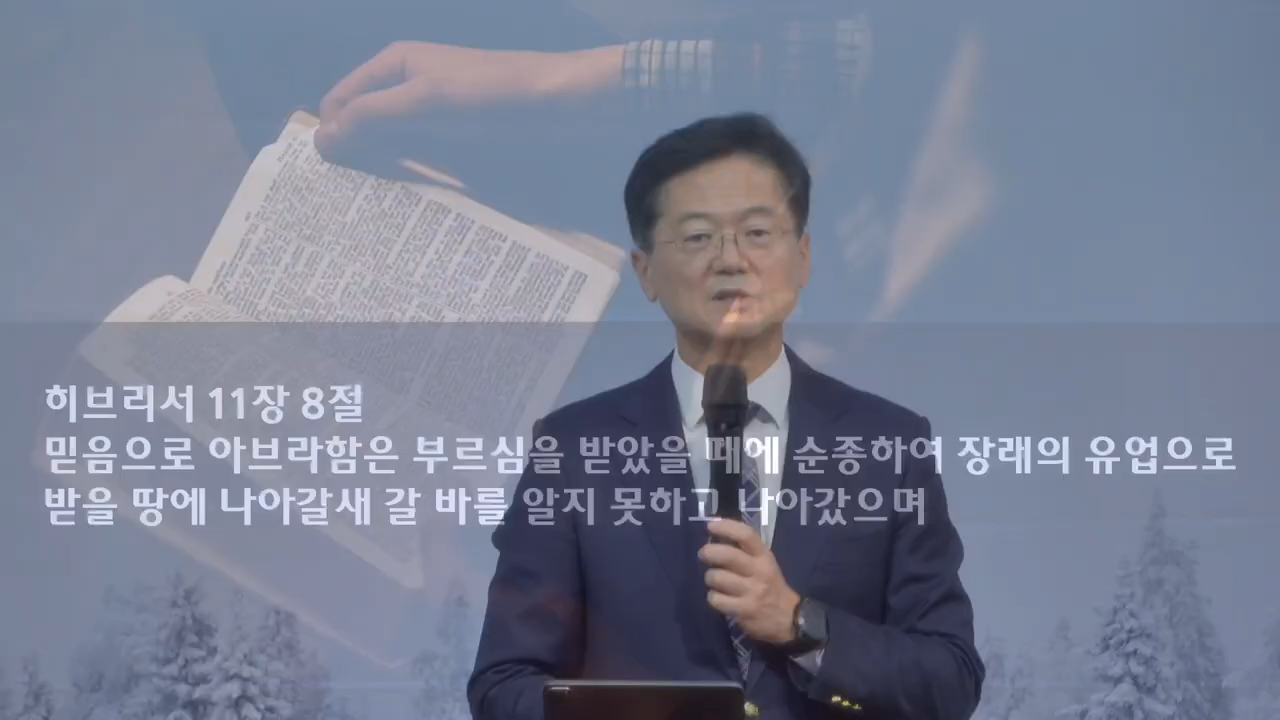 히브리서 11장 8절
믿음으로 아브라함은 부르심을 받았을 때에 순종하여 장래의 유업으로
받을 땅에 나아갈새 갈 바를 알지 못하고 나아갔으며